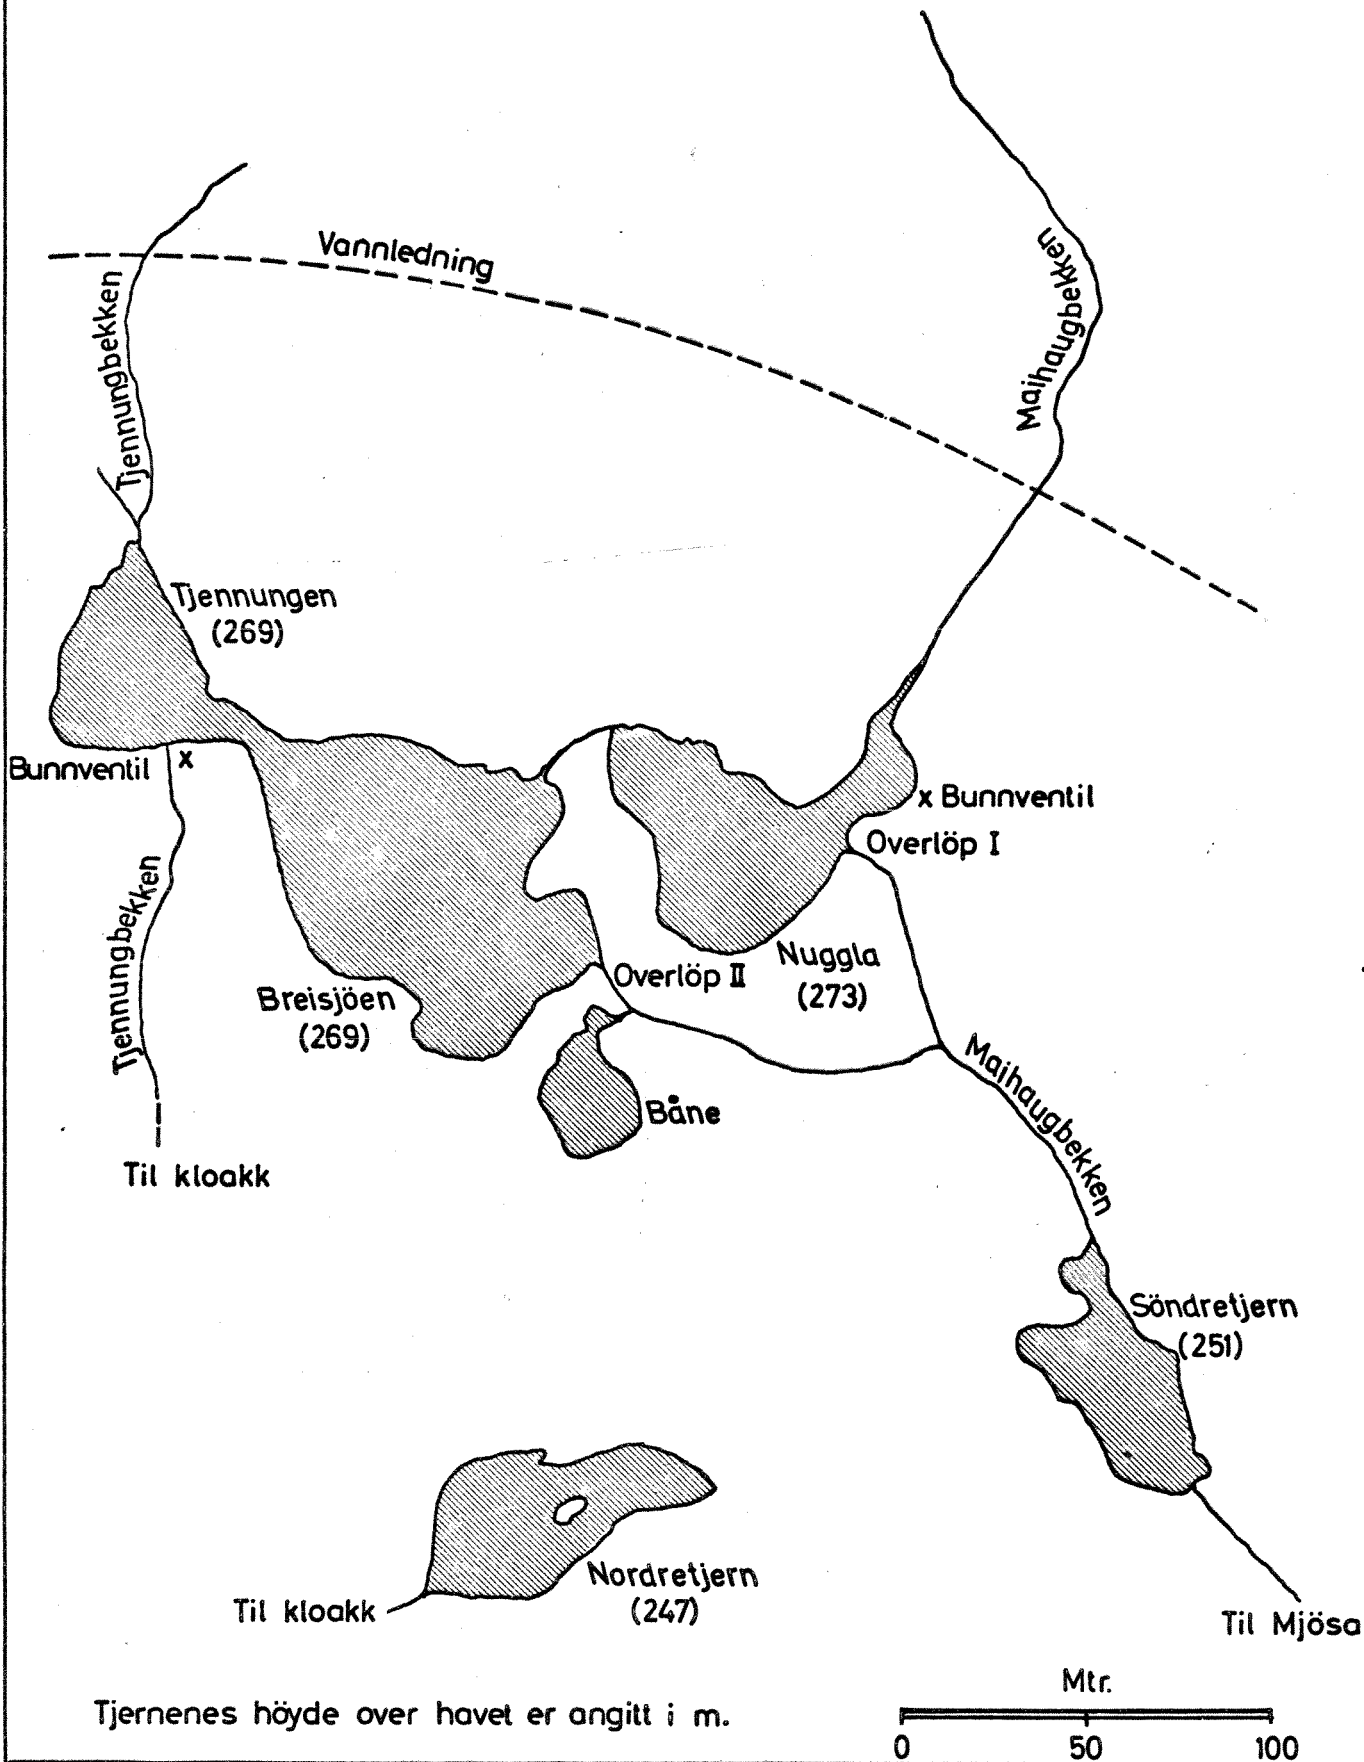 Vannledning
Maihaugbekken
Tjennungbekken
Tjennungen
(269)
Bunnventil x
x Bunnventil
Overlöp I
Tjennungbekken
Nuggla
(273)
Overlöp II
Breisjöen
(269)
Maihaugbekken
Båne
Til kloakk
Söndretjern
(251)
Nordretjern
(247)
Til kloakk
Til Mjösa
Mtr.
Tjernenes höyde over havet er angitt i m.
0 50 100